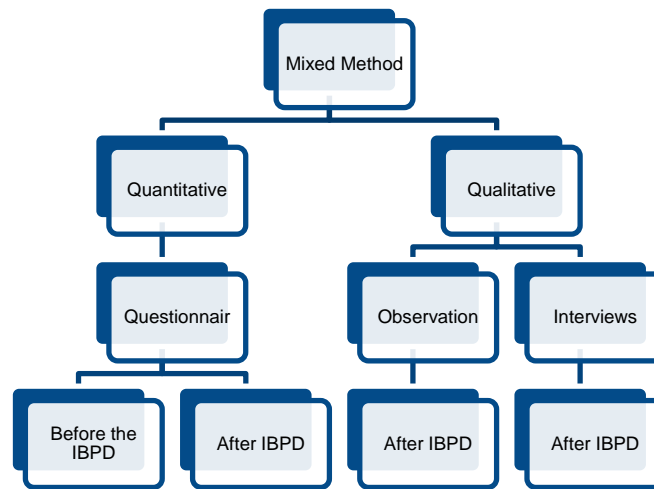 Mixed Method
Quantitative
Qualitative
Questionnair
Observation
Interviews
Before the
IBPD
After IBPD
After IBPD
After IBPD